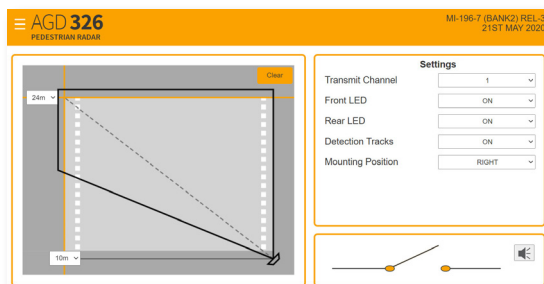 AGD 326
PEDESTRIAN RADAR
MI-196-7 (BANK2) REL-3
21ST MAY 2020
Clear
24m
10m
Settings
Transmit Channel 1
Front LED ON
Rear LED ON
Detection Tracks ON
Mounting Position RIGHT